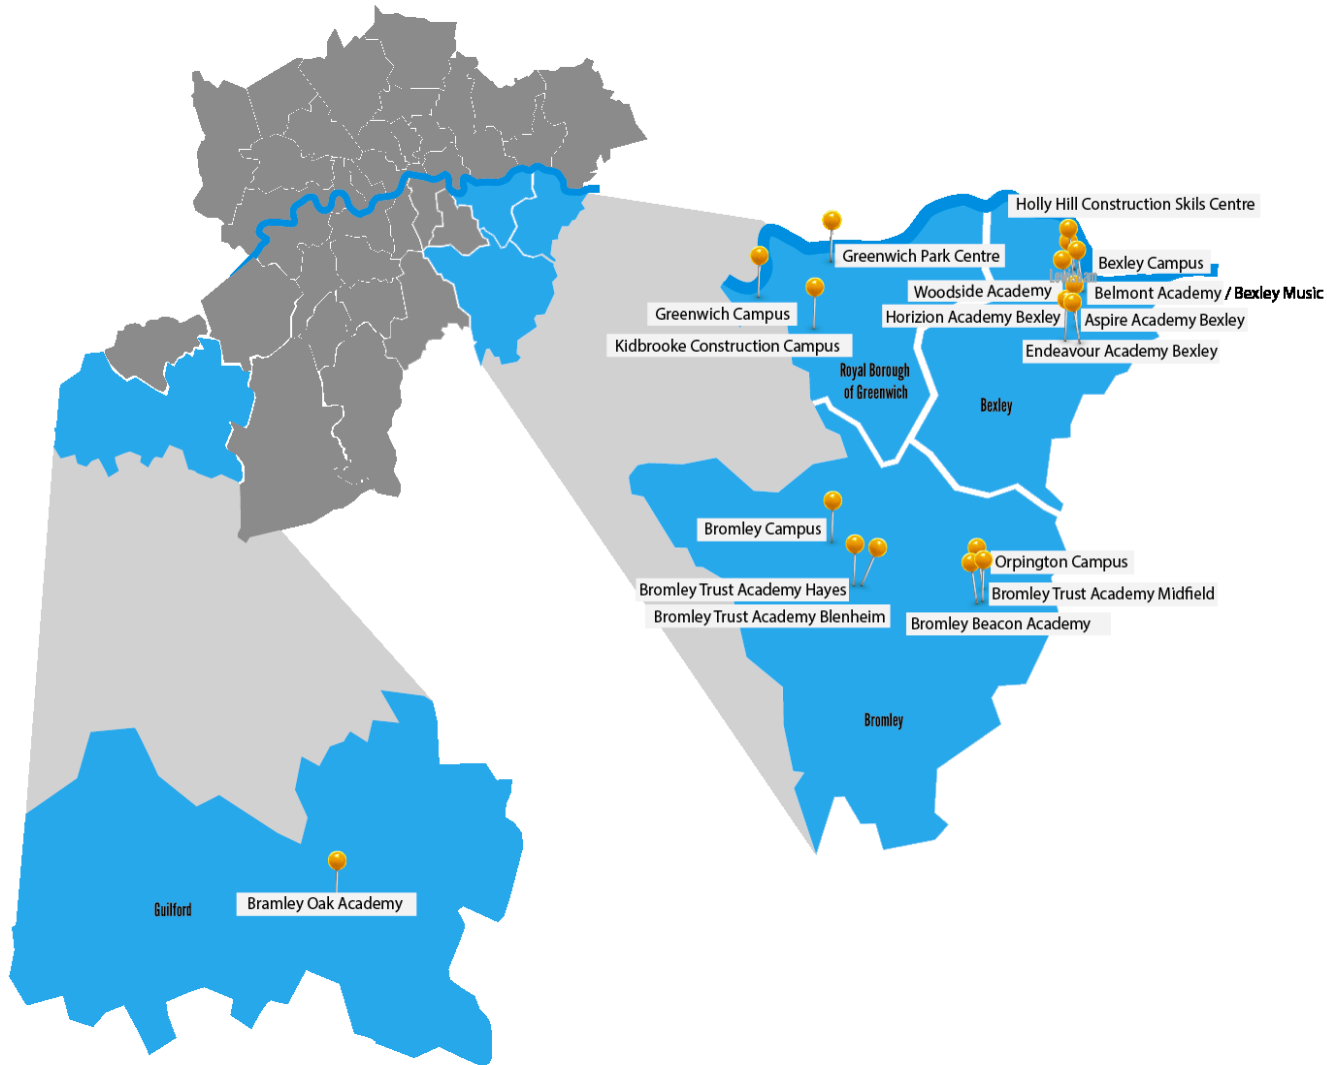 Holly Hill Construction Skils Centre
Greenwich Park Centre
Bexley Campus
Woodside Academy
Belmont Academy / Bexley Music
Greenwich Campus
Horizion Academy Bexley
Aspire Academy Bexley
Kidbrooke Construction Campus
Endeavour Academy Bexley
Royal Borough
of Greenwich
Bexley
Bromley Campus
Orpington Campus
Bromley Trust Academy Hayes
Bromley Trust Academy Midfield
Bromley Trust Academy Blenheim
Bromley Beacon Academy
Bromley
Bramley Oak Academy
Guilford